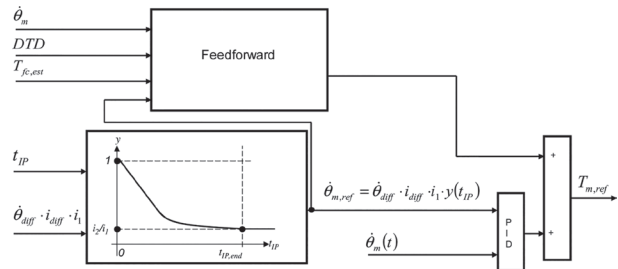 θ̇m
DTD
Tfc,est
Feedforward
tIP
θ̇diff · idiff · i1
y
1
i2/i1
0
tIP,end
tIP
θ̇m,ref = θ̇diff · idiff · i1 · y(tIP)
θ̇m(t)
P
I
D
+
+
Tm,ref